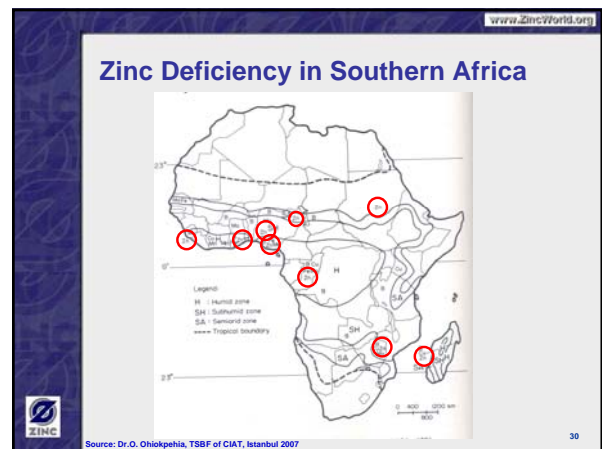 www.ZincWorld.org
Zinc Deficiency in Southern Africa
23°
0°
H
SA
SH
SA
Legend
H : Humid zone
SH : Subhumid zone
SA : Semiarid zone
---- Tropical boundary
23°
0 400 1200 km
800
ZINC
Source: Dr.O. Ohiokpehia, TSBF of CIAT, Istanbul 2007
30